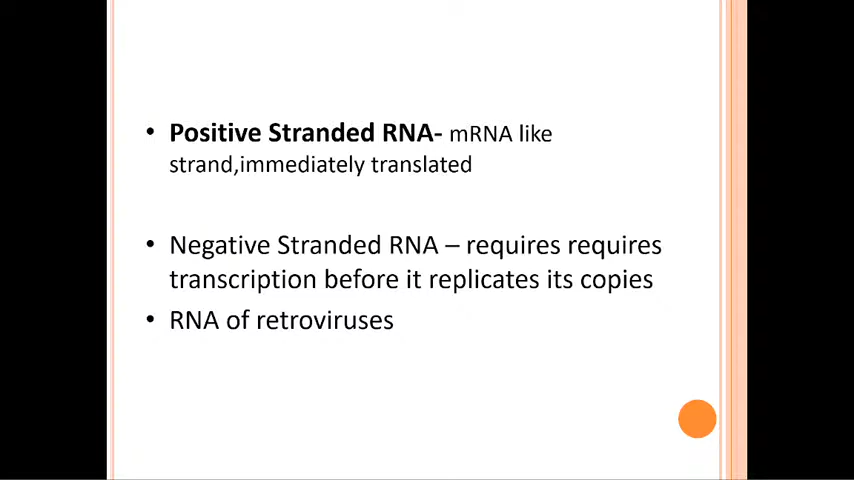 • Positive Stranded RNA- mRNA like
strand,immediately translated
• Negative Stranded RNA – requires requires
transcription before it replicates its copies
• RNA of retroviruses